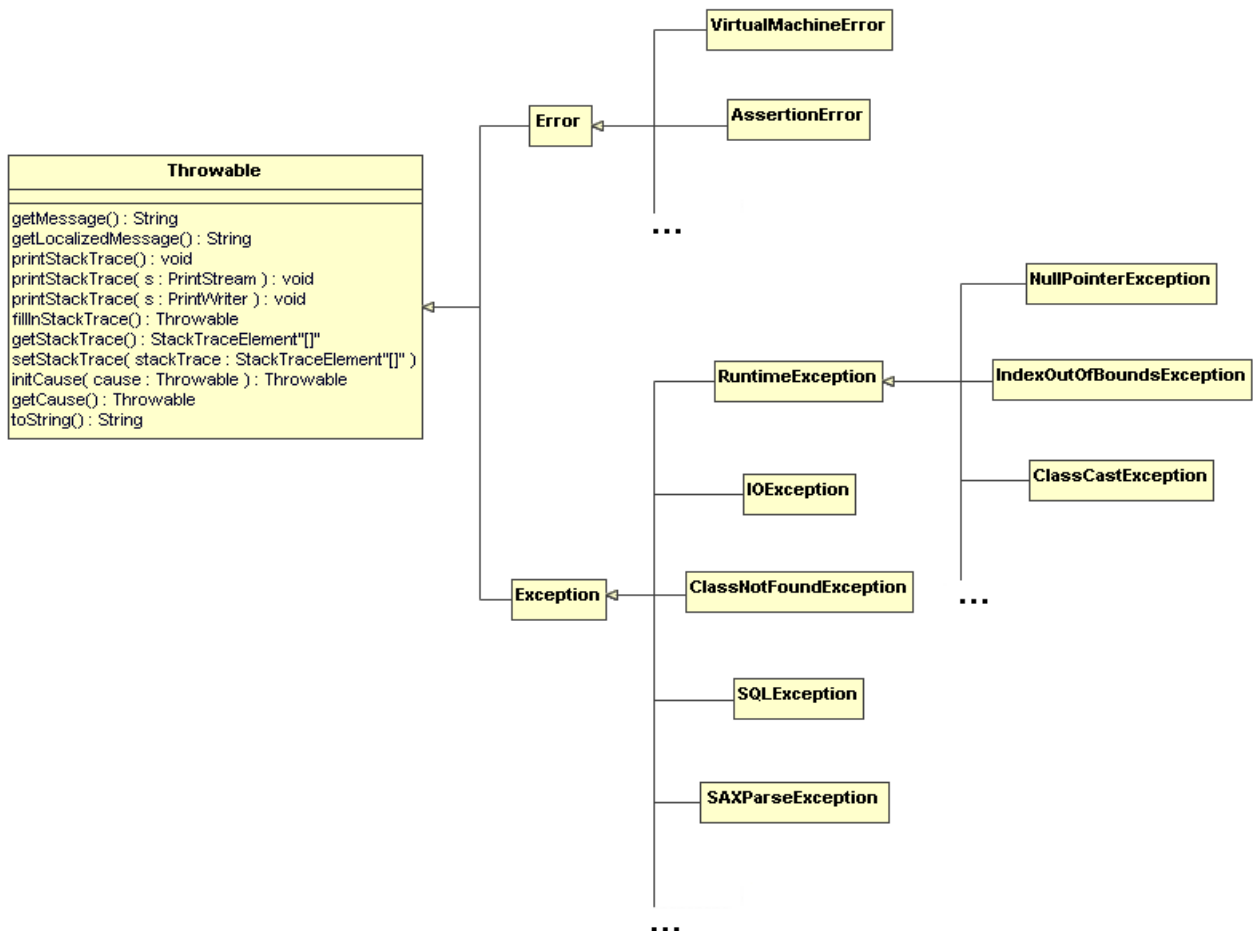 VirtualMachineError
Error
AssertionError
...
Throwable
getMessage() : String
getLocalizedMessage() : String
printStackTrace() : void
printStackTrace( s : PrintStream ) : void
printStackTrace( s : PrintWriter ) : void
fillInStackTrace() : Throwable
getStackTrace() : StackTraceElement"[]"
setStackTrace( stackTrace : StackTraceElement"[]" )
initCause( cause : Throwable ) : Throwable
getCause() : Throwable
toString() : String
NullPointerException
RuntimeException
IndexOutOfBoundsException
ClassCastException
...
IOException
Exception
ClassNotFoundException
SQLException
SAXParseException
...